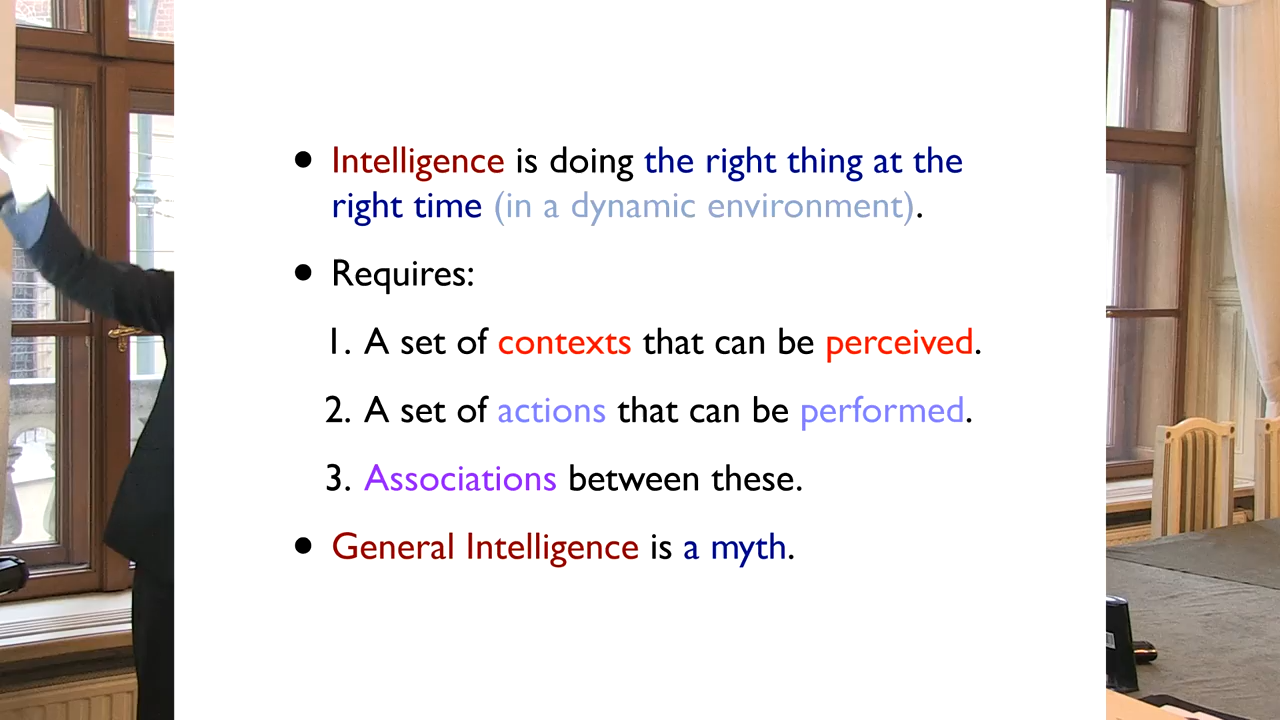 • Intelligence is doing the right thing at the
right time (in a dynamic environment).
• Requires:
1. A set of contexts that can be perceived.
2. A set of actions that can be performed.
3. Associations between these.
• General Intelligence is a myth.